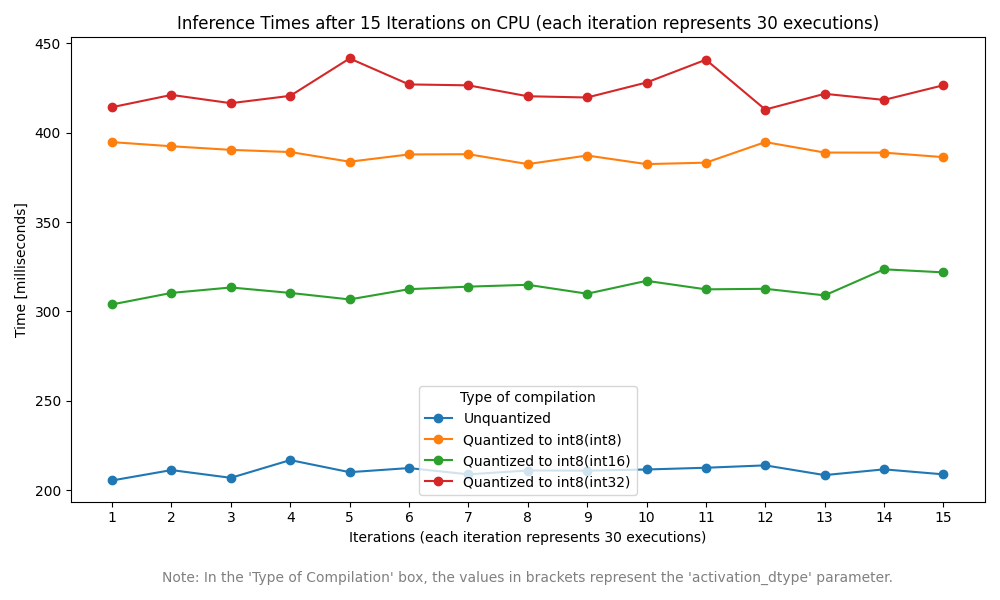 Inference Times after 15 Iterations on CPU (each iteration represents 30 executions)
450
400
350
300
250
200
Time [milliseconds]
Type of compilation
Unquantized
Quantized to int8(int8)
Quantized to int8(int16)
Quantized to int8(int32)
1 2 3 4 5 6 7 8 9 10 11 12 13 14 15
Iterations (each iteration represents 30 executions)
Note: In the 'Type of Compilation' box, the values in brackets represent the 'activation_dtype' parameter.